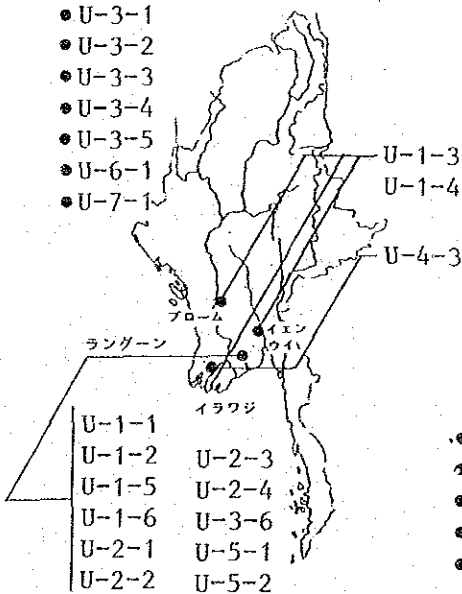 ● U-3-1
● U-3-2
● U-3-3
● U-3-4
● U-3-5
● U-6-1
● U-7-1
U-1-3
U-1-4
U-4-3
プローム
イエン
ウイハ
ラングーン
イラワジ
U-1-1
U-1-2
U-1-5
U-1-6
U-2-1
U-2-2
U-2-3
U-2-4
U-3-6
U-5-1
U-5-2